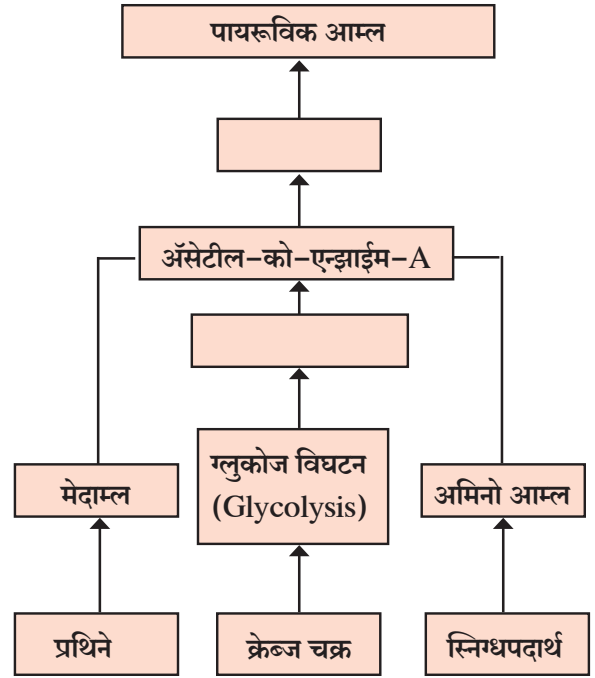 पायरूविक आम्ल
ॲसेटील-को-एन्झाईम-A
ग्लुकोज विघटन
(Glycolysis)
मेदाम्ल
अमिनो आम्ल
प्रथिने
क्रेब्ज चक्र
स्निग्धपदार्थ